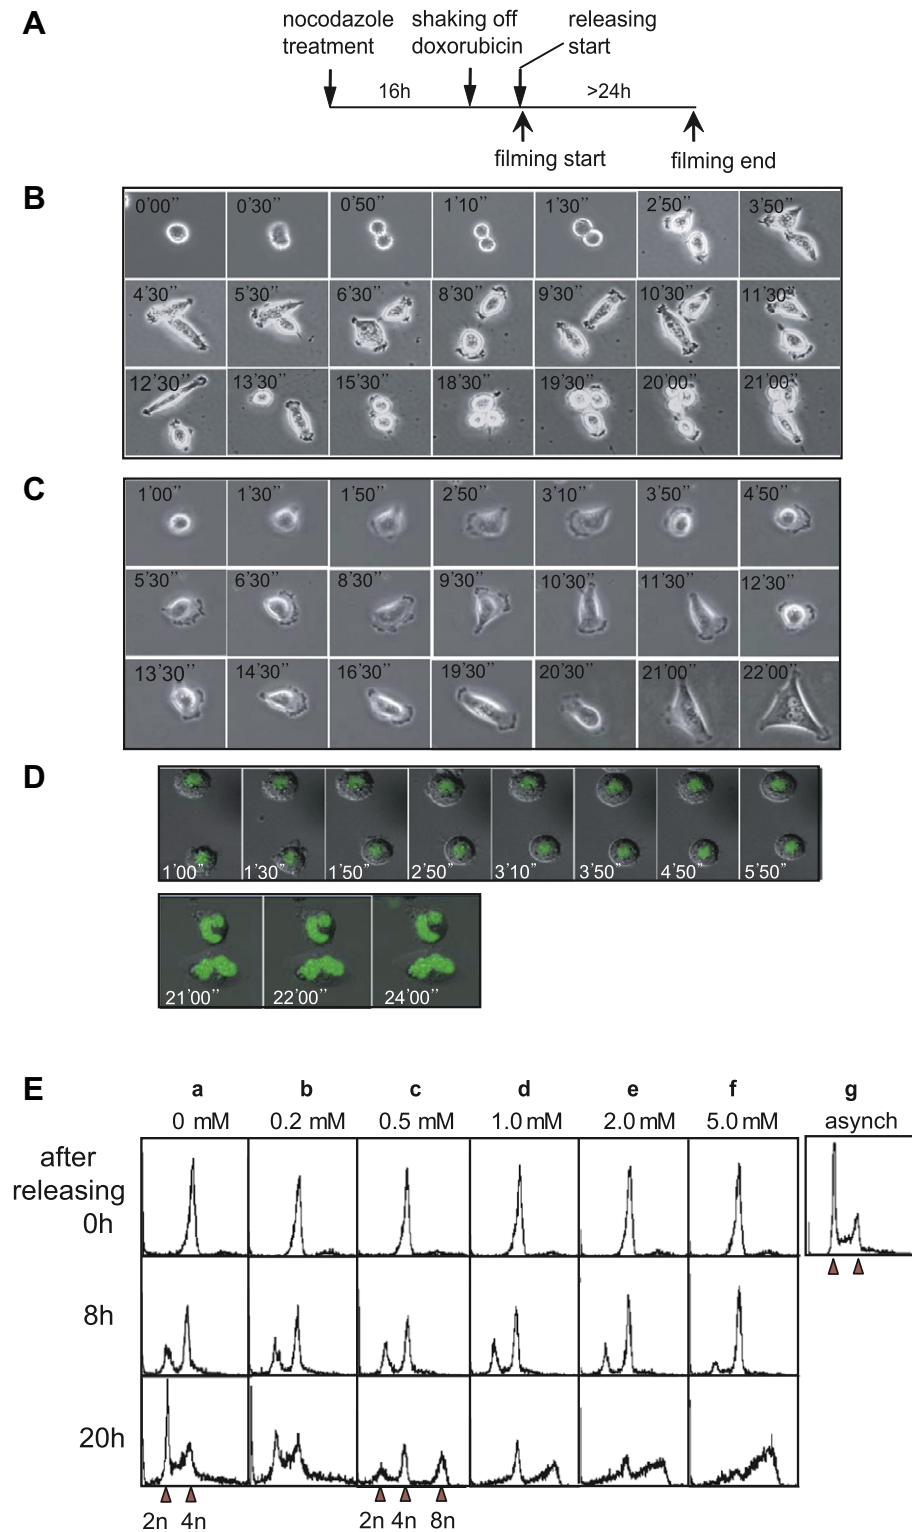 A
nocodazole treatment
shaking off doxorubicin
releasing start
16h
>24h
filming start
filming end
B
0'00'' 0'30'' 0'50'' 1'10'' 1'30'' 2'50'' 3'50''
4'30'' 5'30'' 6'30'' 8'30'' 9'30'' 10'30'' 11'30''
12'30'' 13'30'' 15'30'' 18'30'' 19'30'' 20'00'' 21'00''
C
1'00'' 1'30'' 1'50'' 2'50'' 3'10'' 3'50'' 4'50''
5'30'' 6'30'' 8'30'' 9'30'' 10'30'' 11'30'' 12'30''
13'30'' 14'30'' 16'30'' 19'30'' 20'30'' 21'00'' 22'00''
D
1'00'' 1'30'' 1'50'' 2'50'' 3'10'' 3'50'' 4'50'' 5'50''
21'00'' 22'00'' 24'00''
E
a b c d e f g
0 mM 0.2 mM 0.5 mM 1.0 mM 2.0 mM 5.0 mM asynch
after
releasing
0h
8h
20h
2n 4n 2n 4n 8n